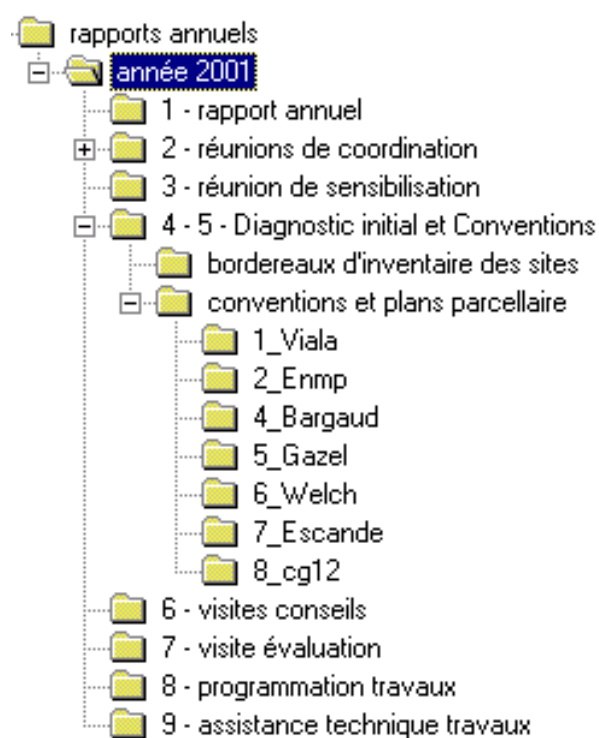 rapports annuels
année 2001
1 - rapport annuel
2 - réunions de coordination
3 - réunion de sensibilisation
4 - 5 - Diagnostic initial et Conventions
bordereaux d'inventaire des sites
conventions et plans parcellaire
1_Viala
2_Enmp
4_Bargaud
5_Gazel
6_Welch
7_Escande
8_cg12
6 - visites conseils
7 - visite évaluation
8 - programmation travaux
9 - assistance technique travaux